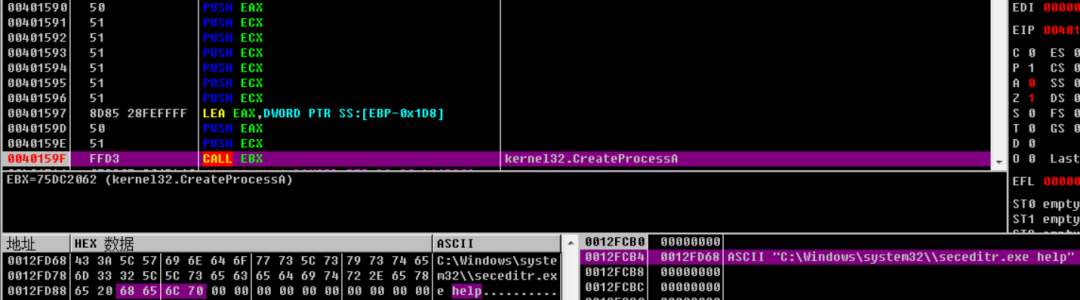 00401590 50 PUSH EAX
00401591 51 PUSH ECX
00401592 51 PUSH ECX
00401593 51 PUSH ECX
00401594 51 PUSH ECX
00401595 51 PUSH ECX
00401596 51 PUSH ECX
00401597 8D85 28FEFFFF LEA EAX,DWORD PTR SS:[EBP-0x1D8]
0040159D 50 PUSH EAX
0040159E 51 PUSH ECX
0040159F FFD3 CALL EBX kernel32.CreateProcessA
EBX=75DC2062 (kernel32.CreateProcessA)
EDI 00000
EIP 00401
C 0 ES 0
P 1 CS 0
A 0 SS 0
Z 1 DS 0
S 0 FS 0
T 0 GS 0
D 0
O 0 Last
EFL 00000
ST0 empty
ST1 empty
地址 HEX 数据 ASCII
0012FD68 43 3A 5C 57 69 6E 64 6F 77 73 5C 73 79 73 74 65 C:\Windows\syste
0012FD78 6D 33 32 5C 5C 73 65 63 65 64 69 74 72 2E 65 78 m32\\seceditr.ex
0012FD88 65 20 68 65 6C 70 00 00 00 00 00 00 00 00 00 00 e help..........
0012FCB0 00000000
0012FCB4 0012FD68 ASCII "C:\Windows\system32\\seceditr.exe help"
0012FCB8 00000000
0012FCBC 00000000